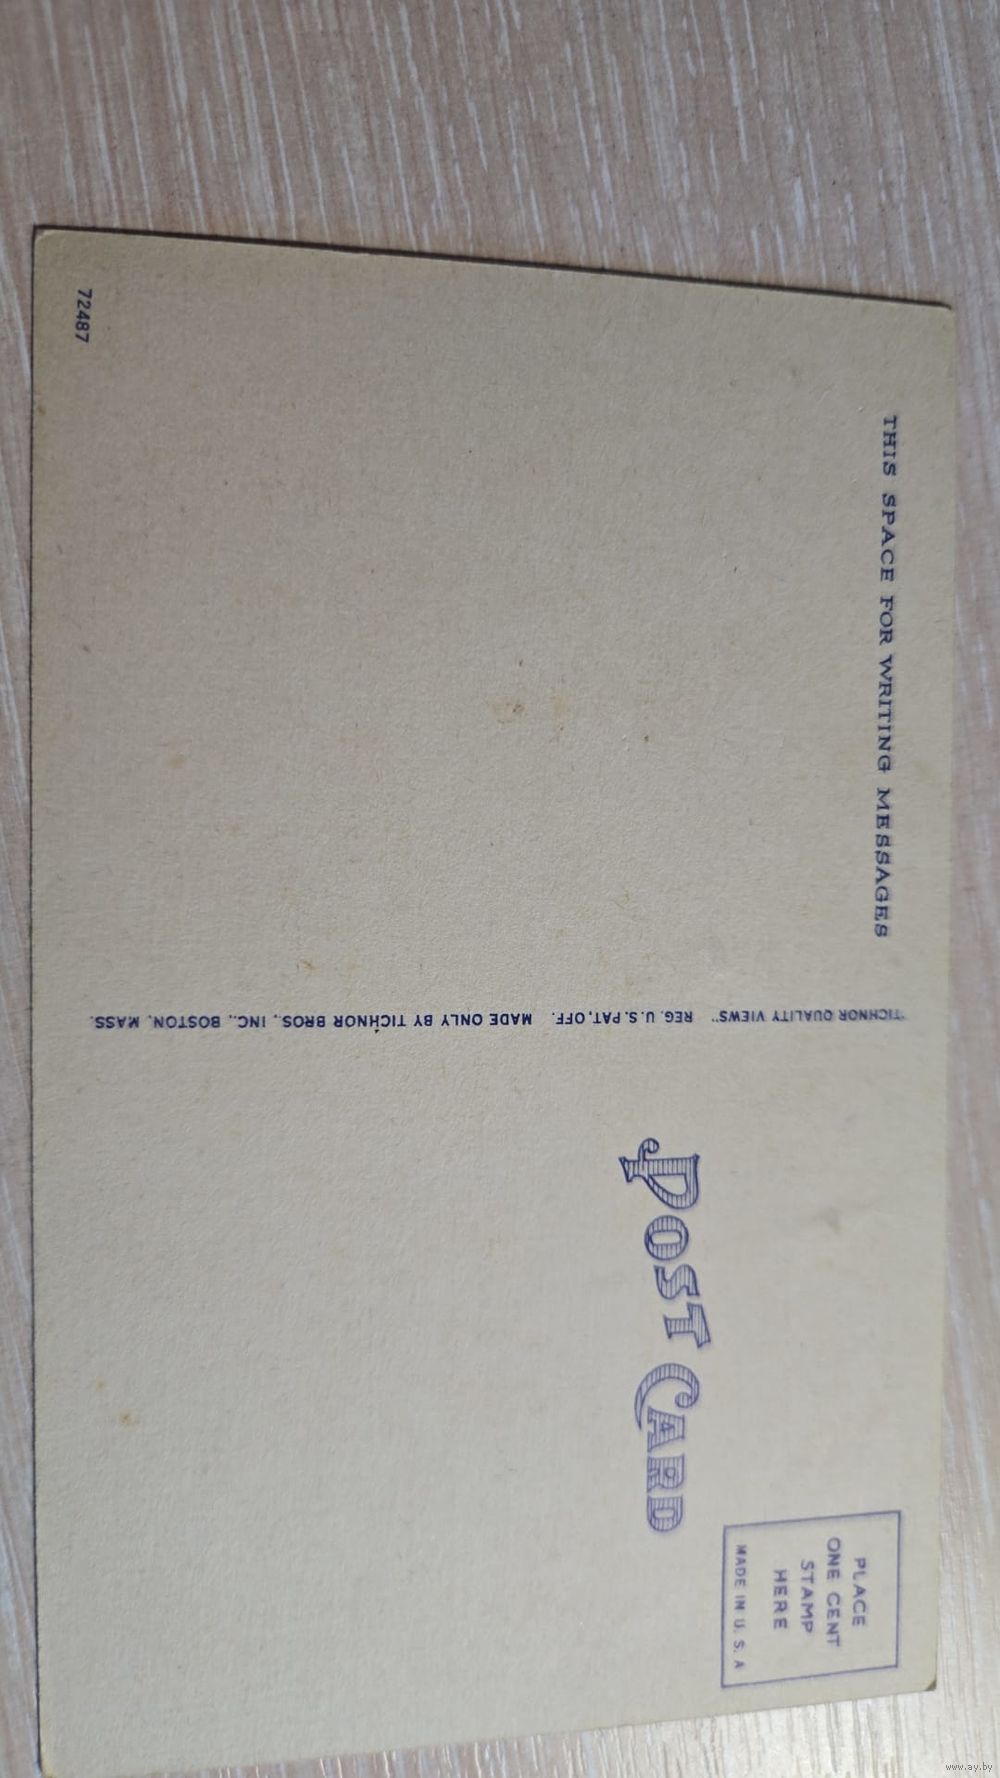 THIS SPACE FOR WRITING MESSAGES
PLACE
ONE CENT
STAMP
HERE
MADE IN U. S. A
POST CARD
"TICHNOR QUALITY VIEWS" REG. U. S. PAT. OFF. MADE ONLY BY TICHNOR BROS., INC., BOSTON, MASS.
72487
www.ay.by